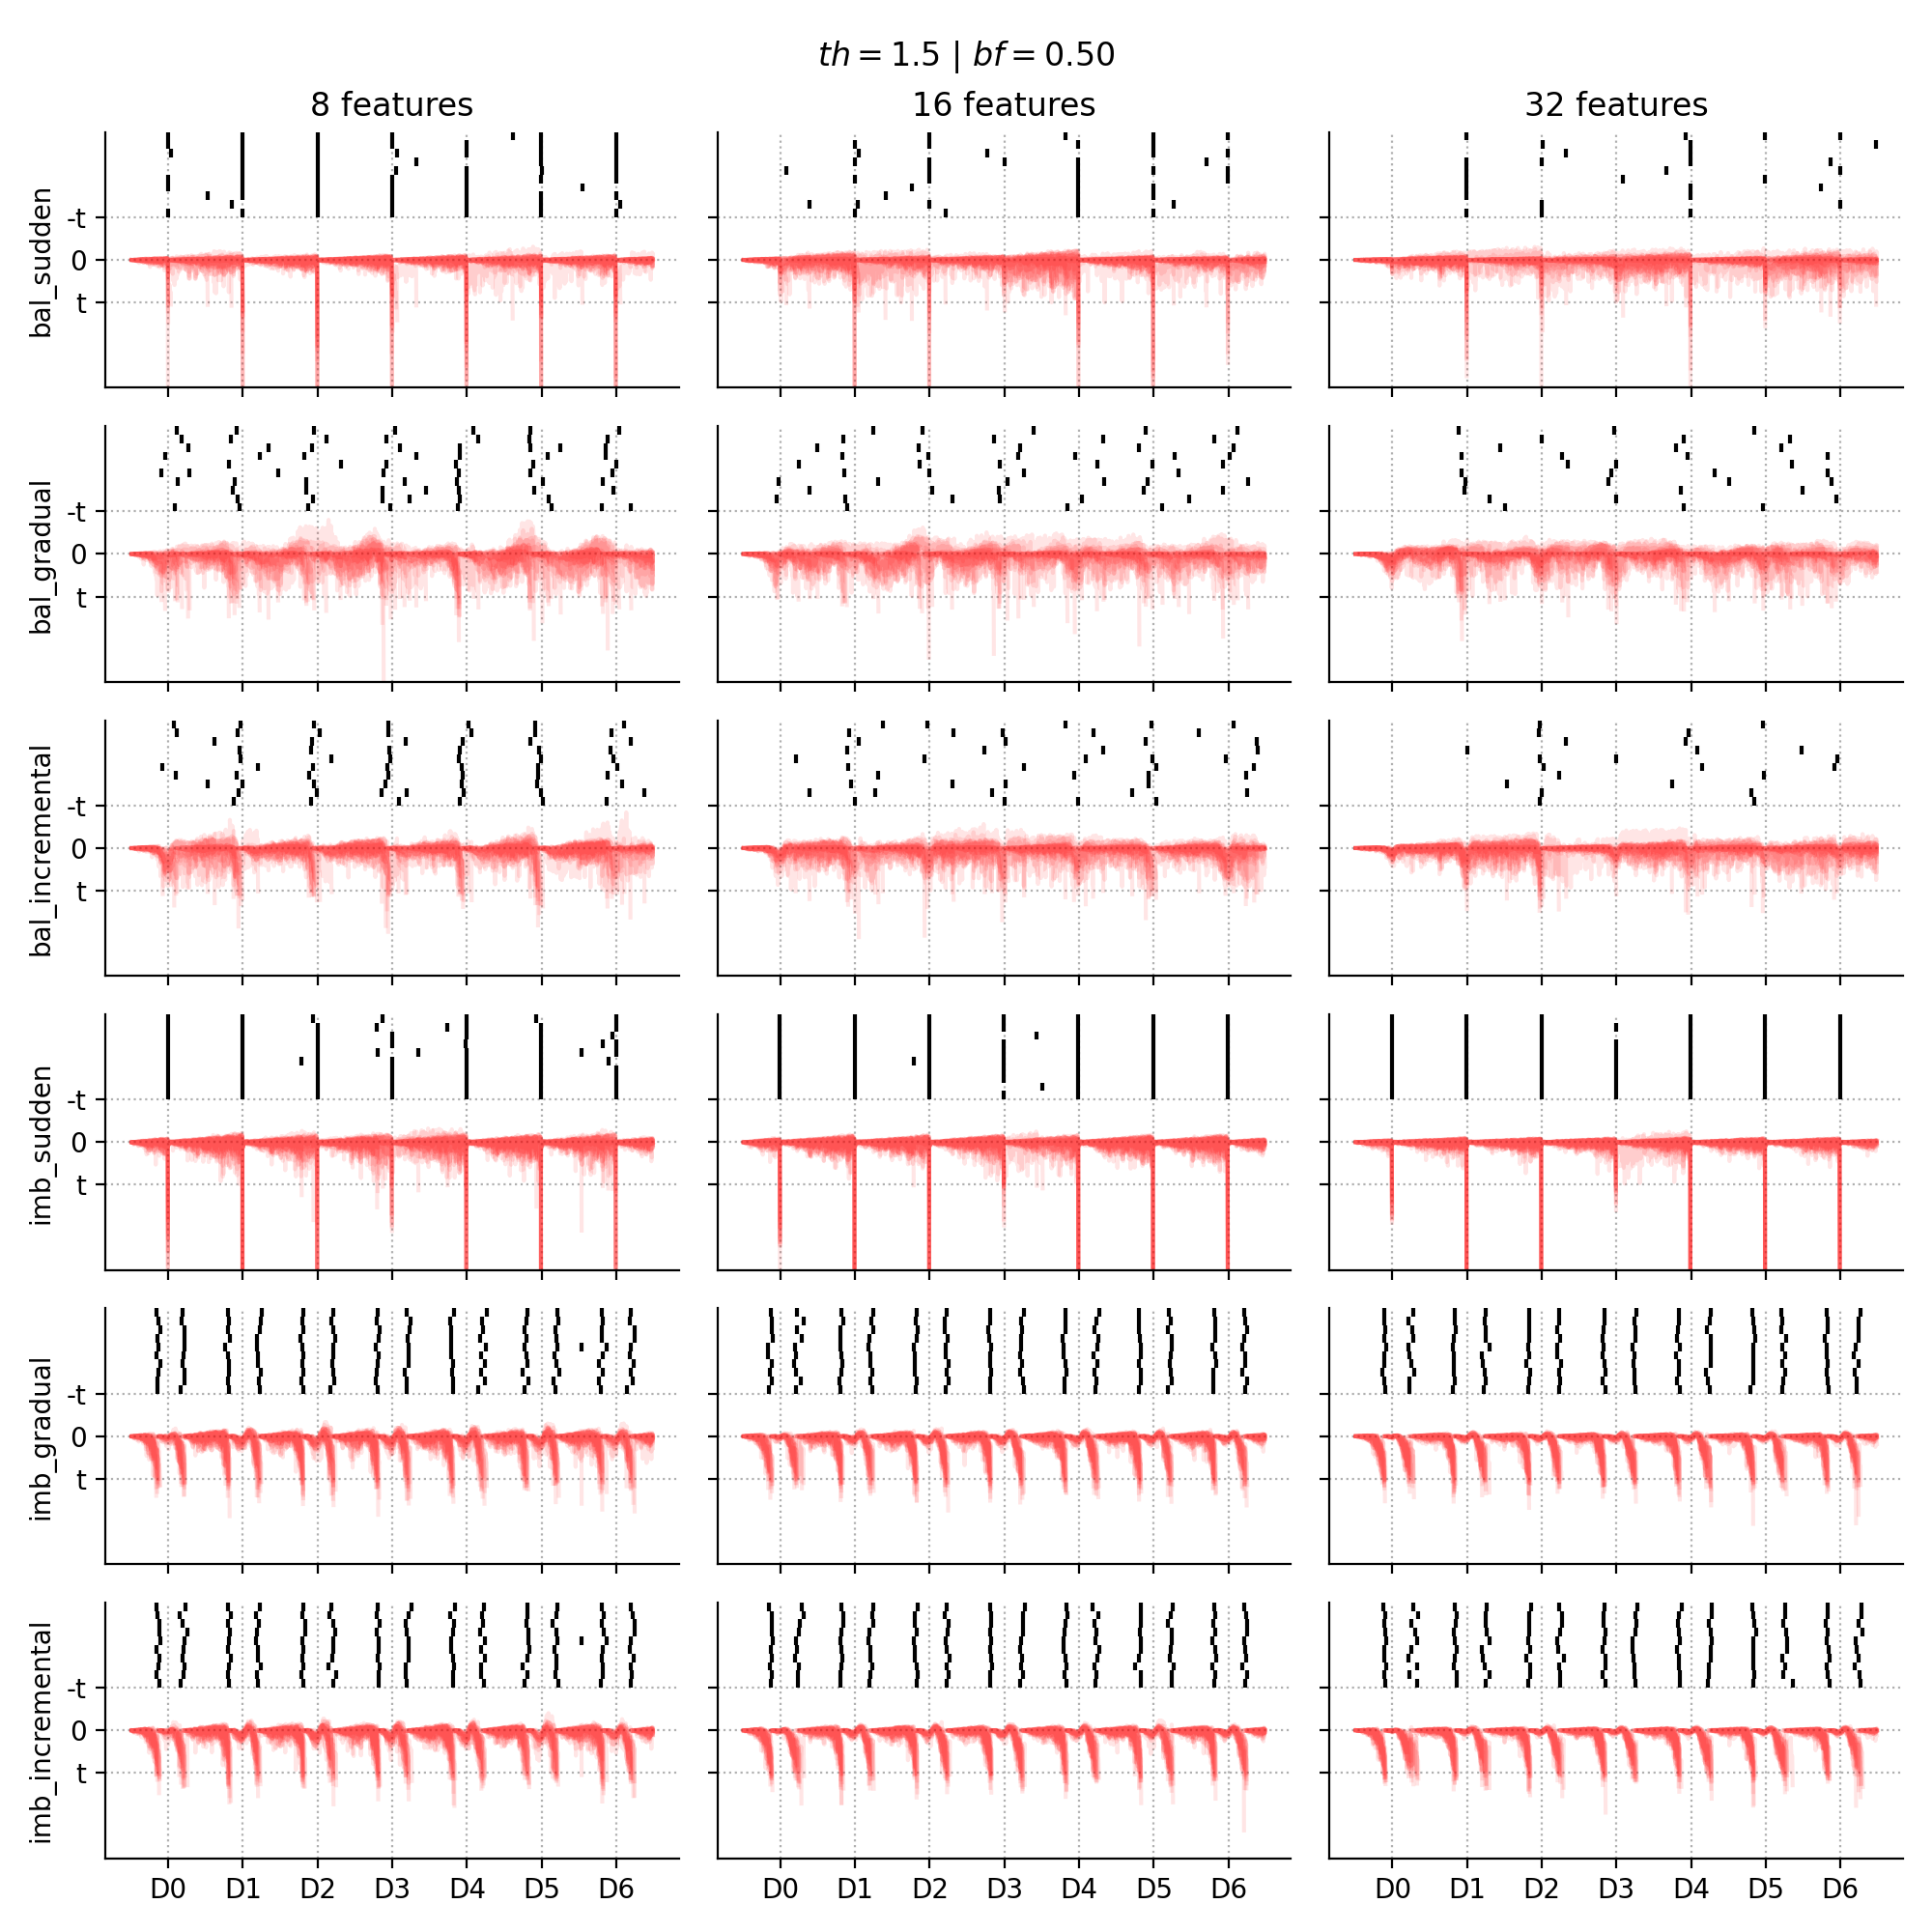 th = 1.5 | bf = 0.50
8 features 16 features 32 features
bal_sudden
-t
0
t
bal_gradual
-t
0
t
bal_incremental
-t
0
t
imb_sudden
-t
0
t
imb_gradual
-t
0
t
imb_incremental
-t
0
t
D0 D1 D2 D3 D4 D5 D6 D0 D1 D2 D3 D4 D5 D6 D0 D1 D2 D3 D4 D5 D6